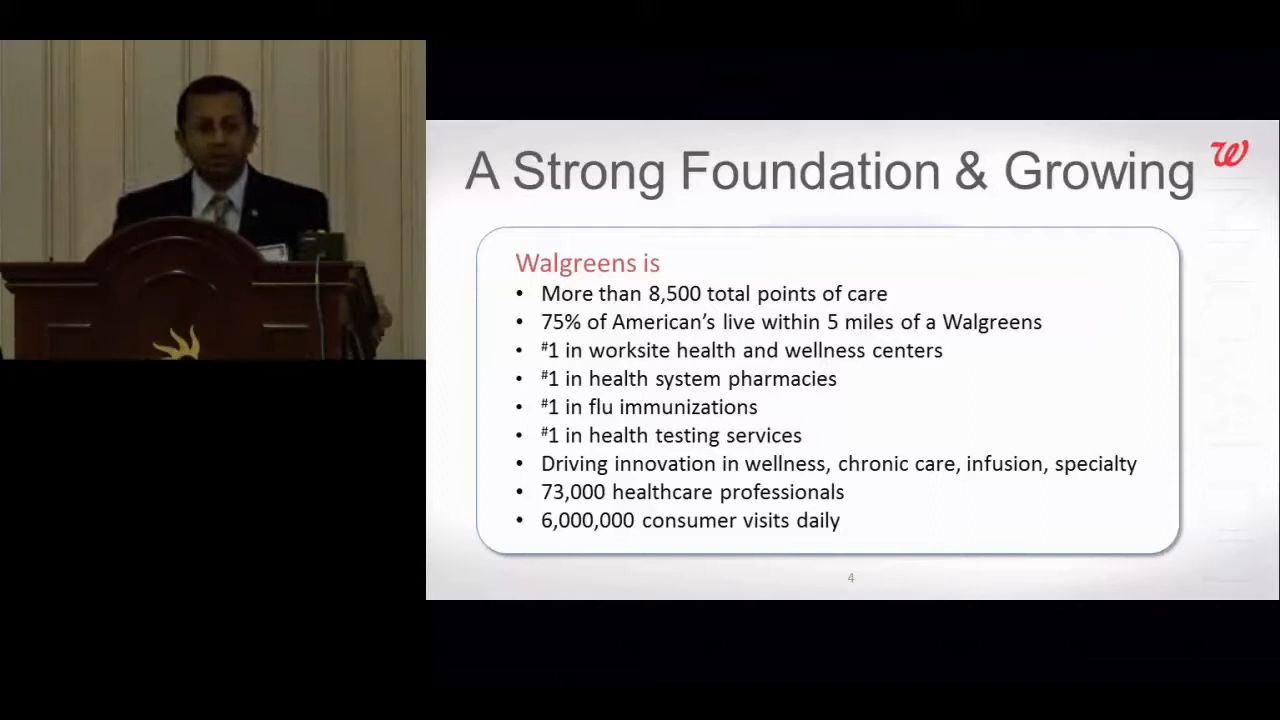 A Strong Foundation & Growing
Walgreens is
• More than 8,500 total points of care
• 75% of American's live within 5 miles of a Walgreens
• #1 in worksite health and wellness centers
• #1 in health system pharmacies
• #1 in flu immunizations
• #1 in health testing services
• Driving innovation in wellness, chronic care, infusion, specialty
• 73,000 healthcare professionals
• 6,000,000 consumer visits daily
4